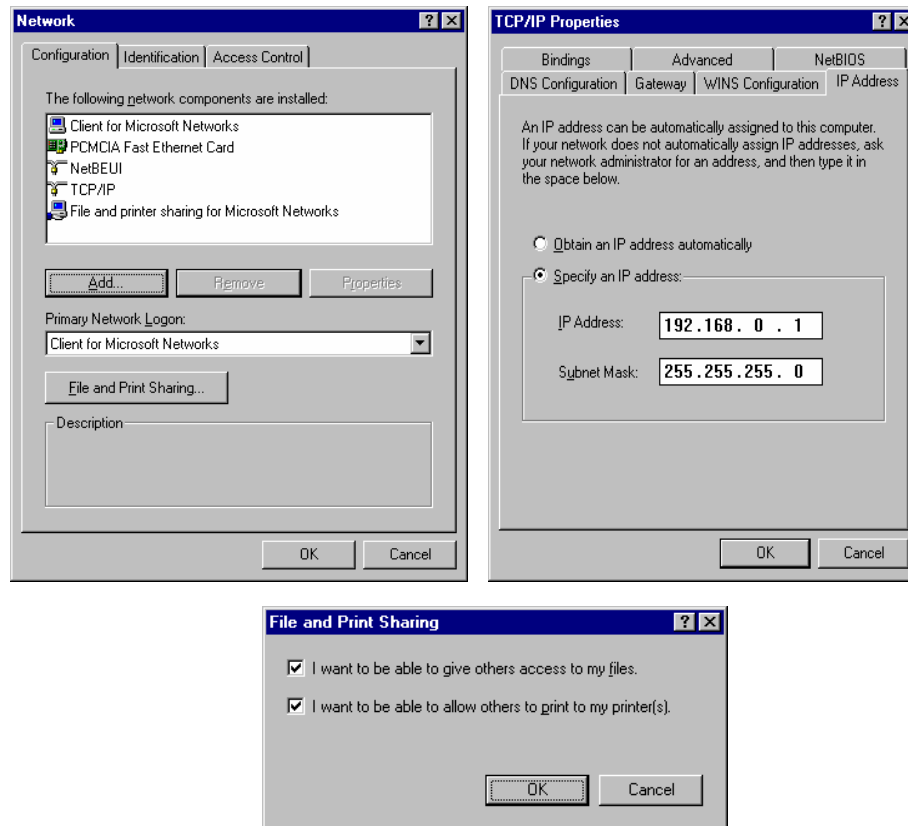 Network
Configuration
Identification
Access Control
The following network components are installed:
Client for Microsoft Networks
PCMCIA Fast Ethernet Card
NetBEUI
TCP/IP
File and printer sharing for Microsoft Networks
Add...
Remove
Properties
Primary Network Logon:
Client for Microsoft Networks
File and Print Sharing...
Description
OK
Cancel
TCP/IP Properties
Bindings
Advanced
NetBIOS
DNS Configuration
Gateway
WINS Configuration
IP Address
An IP address can be automatically assigned to this computer.
If your network does not automatically assign IP addresses, ask
your network administrator for an address, and then type it in
the space below.
Obtain an IP address automatically
Specify an IP address:
IP Address:
192.168. 0 . 1
Subnet Mask:
255.255.255. 0
OK
Cancel
File and Print Sharing
I want to be able to give others access to my files.
I want to be able to allow others to print to my printer(s).
OK
Cancel